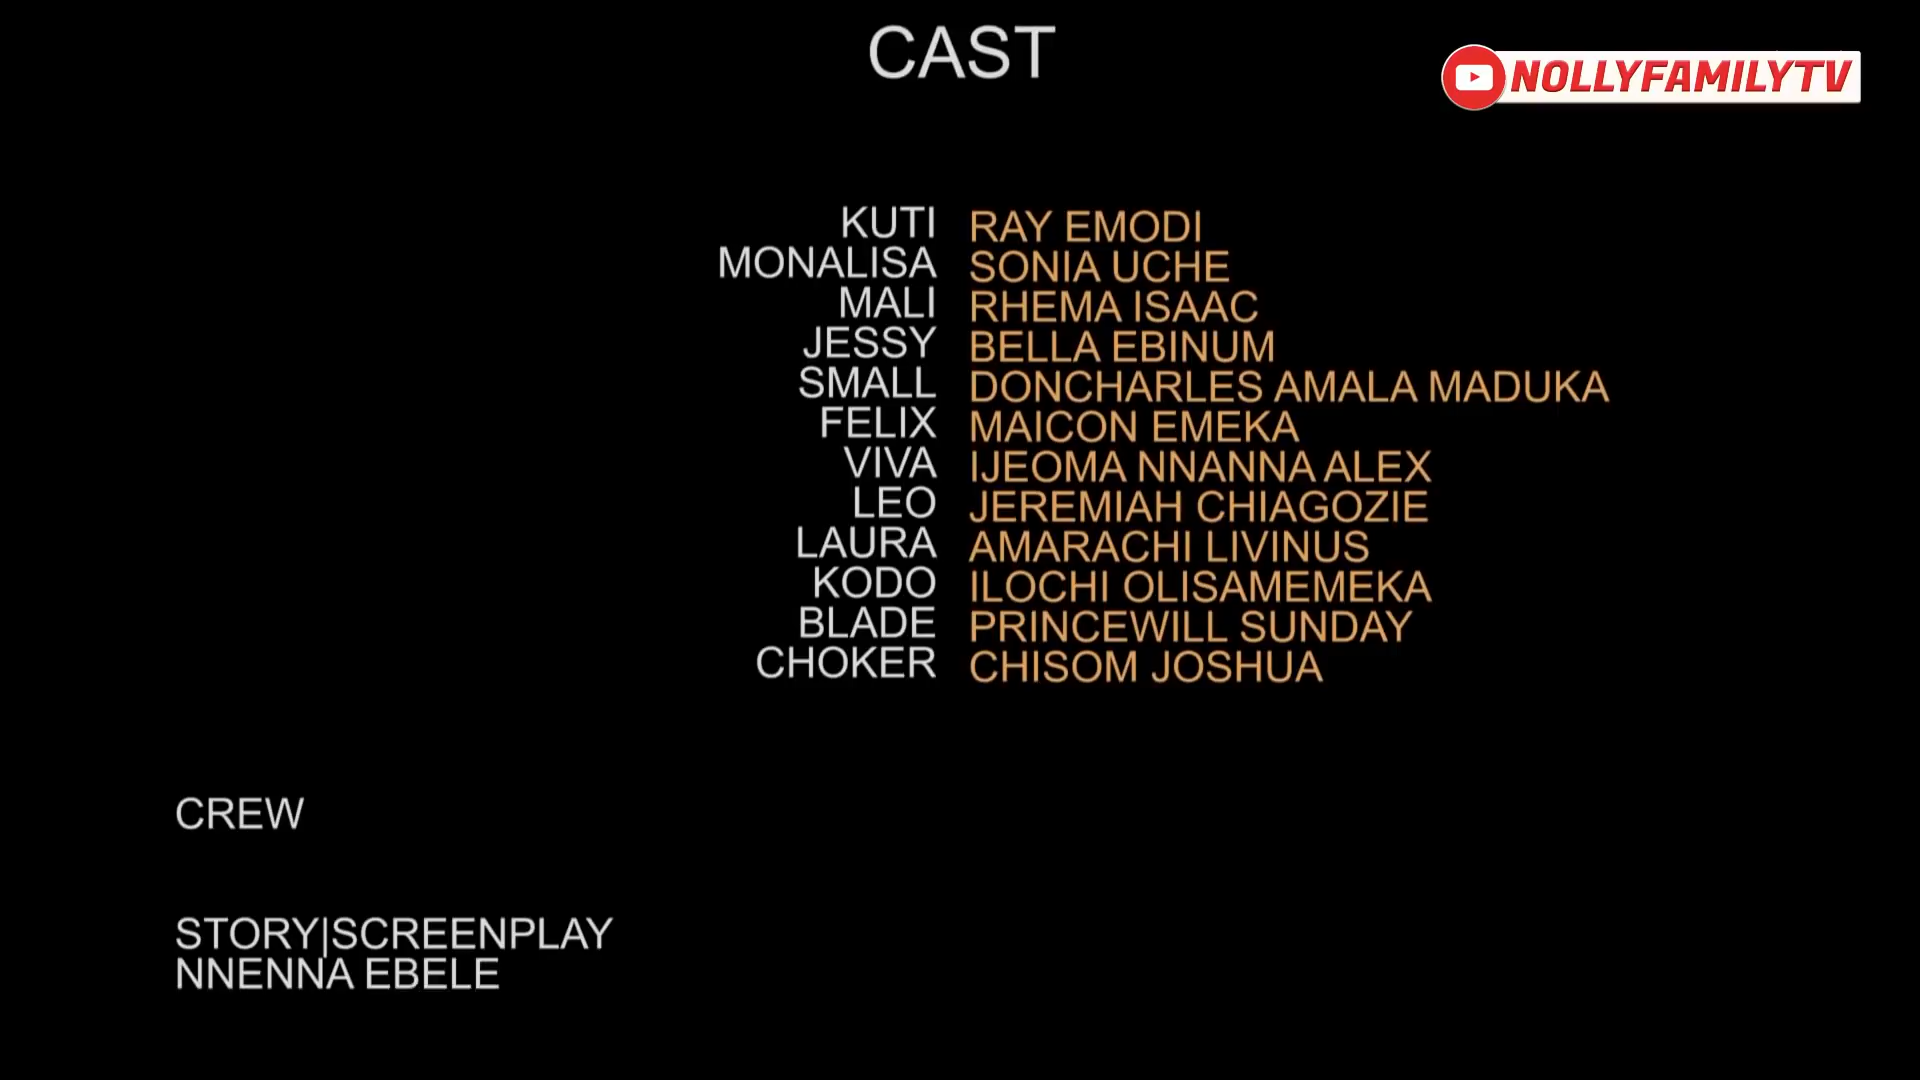 CAST
NOLLYFAMILYTV
KUTI RAY EMODI
MONALISA SONIA UCHE
MALI RHEMA ISAAC
JESSY BELLA EBINUM
SMALL DONCHARLES AMALA MADUKA
FELIX MAICON EMEKA
VIVA IJEOMA NNANNA ALEX
LEO JEREMIAH CHIAGOZIE
LAURA AMARACHI LIVINUS
KODO ILOCHI OLISAMEMEKA
BLADE PRINCEWILL SUNDAY
CHOKER CHISOM JOSHUA
CREW
STORY|SCREENPLAY
NNENNA EBELE